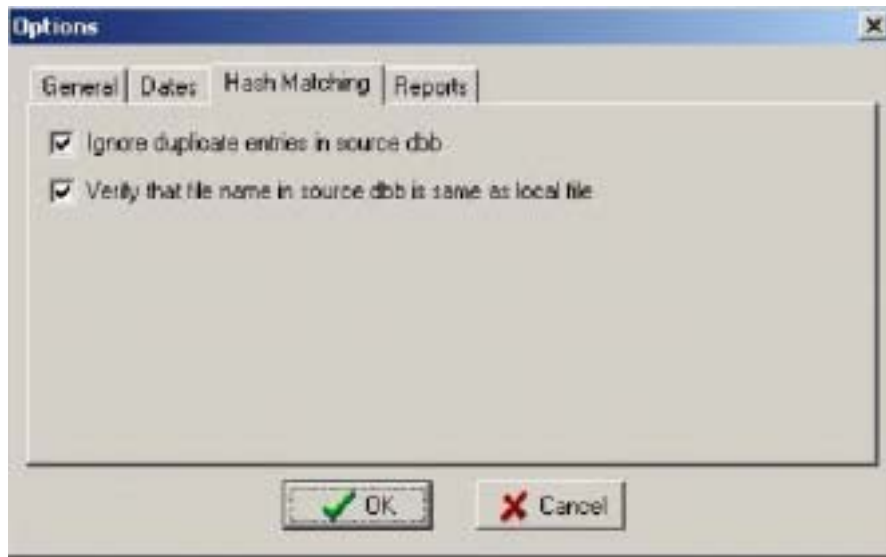 Options
General Dates Hash Matching Reports
Ignore duplicate entries in source dbb
Verify that file name in source dbb is same as local file
OK Cancel